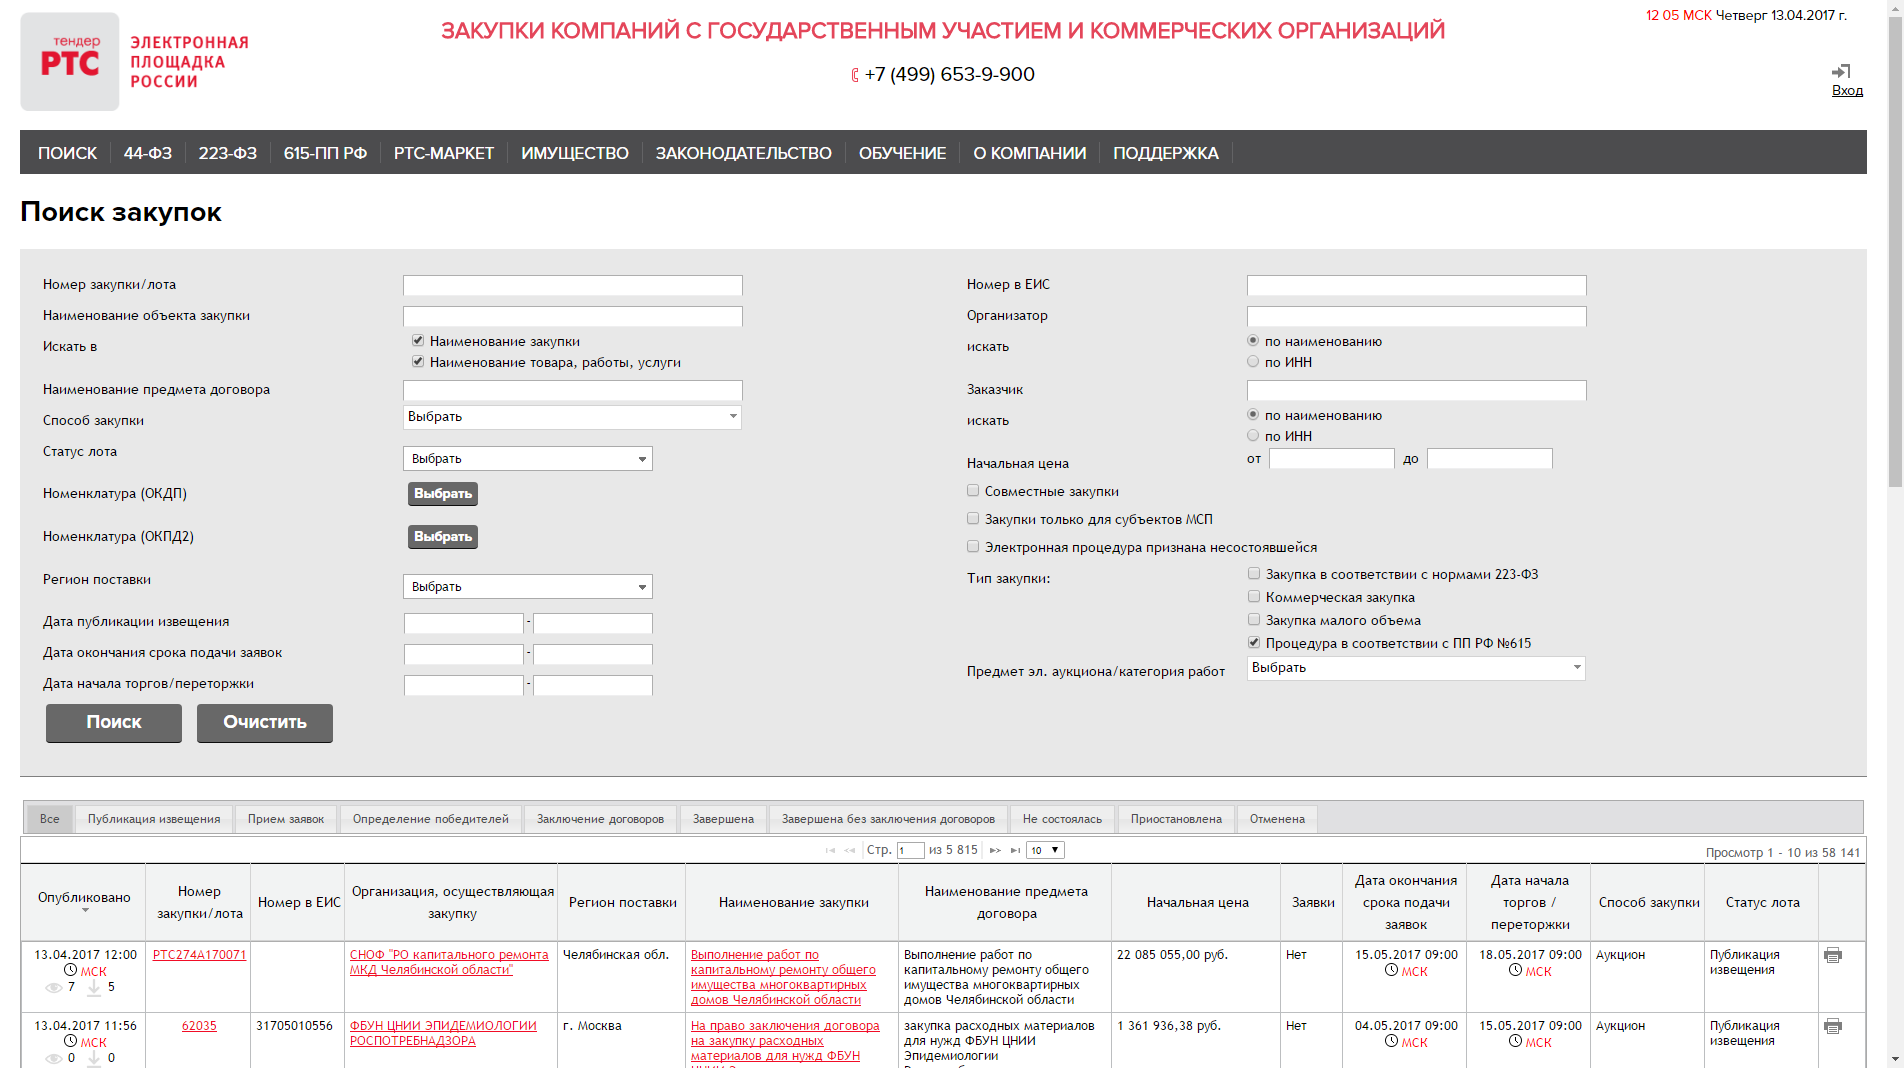 тендер
РТС
ЭЛЕКТРОННАЯ
ПЛОЩАДКА
РОССИИ
ЗАКУПКИ КОМПАНИЙ С ГОСУДАРСТВЕННЫМ УЧАСТИЕМ И КОММЕРЧЕСКИХ ОРГАНИЗАЦИЙ
+7 (499) 653-9-900
12 05 МСК Четверг 13.04.2017 г.
Вход
ПОИСК 44-ФЗ 223-ФЗ 615-ПП РФ РТС-МАРКЕТ ИМУЩЕСТВО ЗАКОНОДАТЕЛЬСТВО ОБУЧЕНИЕ О КОМПАНИИ ПОДДЕРЖКА
Поиск закупок
Номер закупки/лота
Наименование объекта закупки
Искать в
Наименование закупки
Наименование товара, работы, услуги
Наименование предмета договора
Способ закупки Выбрать
Статус лота Выбрать
Номенклатура (ОКДП) Выбрать
Номенклатура (ОКПД2) Выбрать
Регион поставки Выбрать
Дата публикации извещения -
Дата окончания срока подачи заявок -
Дата начала торгов/переторжки -
Поиск Очистить
Номер в ЕИС
Организатор
искать по наименованию
по ИНН
Заказчик
искать по наименованию
по ИНН
Начальная цена от до
Совместные закупки
Закупки только для субъектов МСП
Электронная процедура признана несостоявшейся
Тип закупки: Закупка в соответствии с нормами 223-ФЗ
Коммерческая закупка
Закупка малого объема
Процедура в соответствии с ПП РФ №615
Предмет эл. аукциона/категория работ Выбрать
Все Публикация извещения Прием заявок Определение победителей Заключение договоров Завершена Завершена без заключения договоров Не состоялась Приостановлена Отменена
Стр. 1 из 5 815 10
Просмотр 1 - 10 из 58 141
Опубликовано
Номер
закупки/лота
Номер в ЕИС
Организация, осуществляющая
закупку
Регион поставки
Наименование закупки
Наименование предмета
договора
Начальная цена
Заявки
Дата окончания
срока подачи
заявок
Дата начала
торгов /
переторжки
Способ закупки
Статус лота
13.04.2017 12:00
МСК
7 5
РТС274А170071
СНОФ "РО капитального ремонта
МКД Челябинской области"
Челябинская обл.
Выполнение работ по
капитальному ремонту общего
имущества многоквартирных
домов Челябинской области
Выполнение работ по
капитальному ремонту общего
имущества многоквартирных
домов Челябинской области
22 085 055,00 руб.
Нет
15.05.2017 09:00
МСК
18.05.2017 09:00
МСК
Аукцион
Публикация
извещения
13.04.2017 11:56
МСК
0 0
62035
31705010556
ФБУН ЦНИИ ЭПИДЕМИОЛОГИИ
РОСПОТРЕБНАДЗОРА
г. Москва
На право заключения договора
на закупку расходных
материалов для нужд ФБУН
закупка расходных материалов
для нужд ФБУН ЦНИИ
Эпидемиологии
1 361 936,38 руб.
Нет
04.05.2017 09:00
МСК
15.05.2017 09:00
МСК
Аукцион
Публикация
извещения